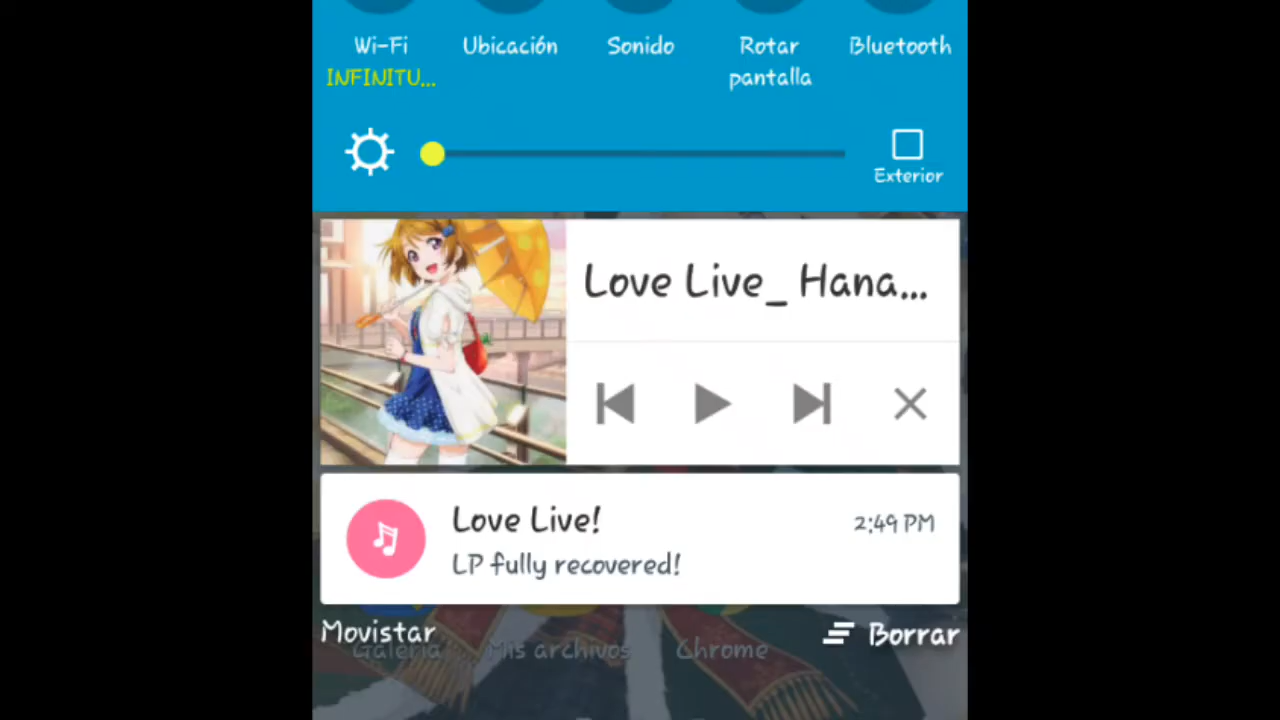 Wi-Fi
INFINITU...
Ubicación
Sonido
Rotar
pantalla
Bluetooth
Exterior
Love Live_ Hana...
Love Live!
2:49 PM
LP fully recovered!
Movistar
Borrar
Galería
Mis archivos
Chrome